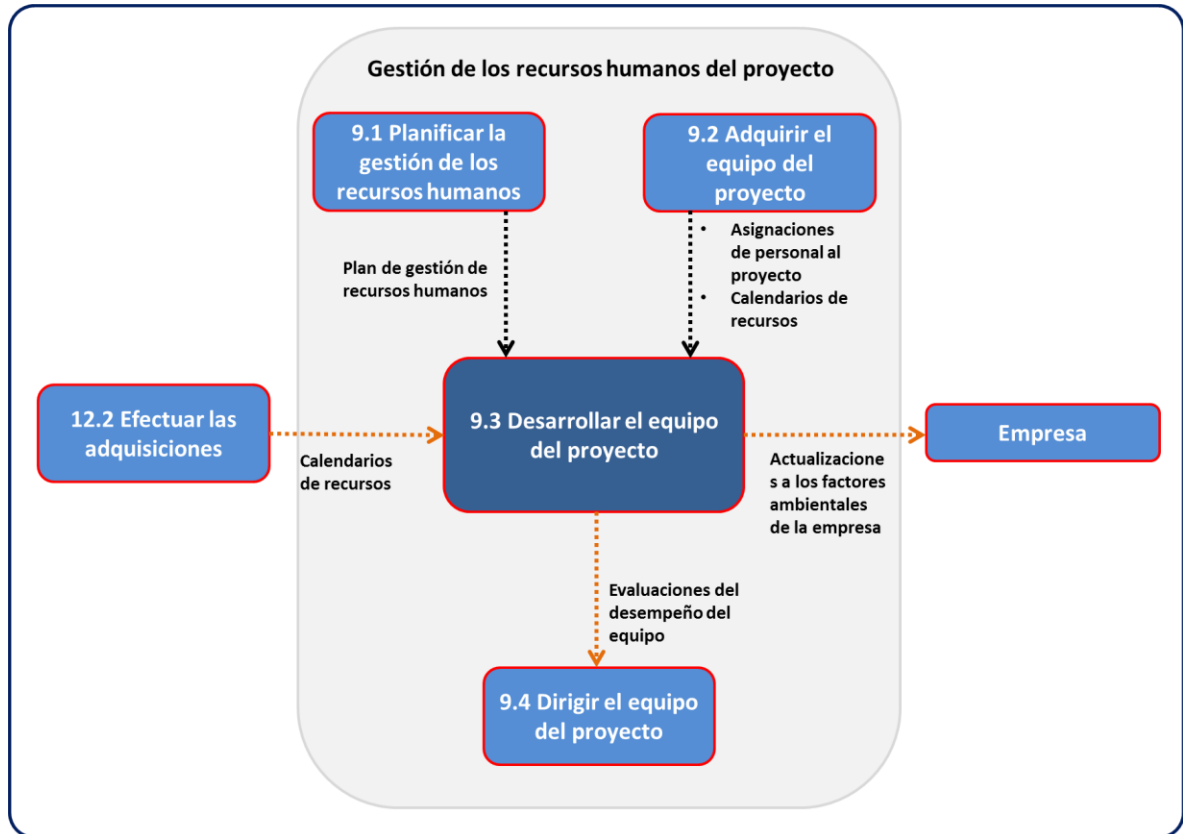 Gestión de los recursos humanos del proyecto
9.1 Planificar la
gestión de los
recursos humanos
9.2 Adquirir el
equipo del
proyecto
Plan de gestión de
recursos humanos
• Asignaciones
de personal al
proyecto
• Calendarios de
recursos
12.2 Efectuar las
adquisiciones
Calendarios
de recursos
9.3 Desarrollar el equipo
del proyecto
Actualizacione
s a los factores
ambientales
de la empresa
Empresa
Evaluaciones del
desempeño del
equipo
9.4 Dirigir el equipo
del proyecto